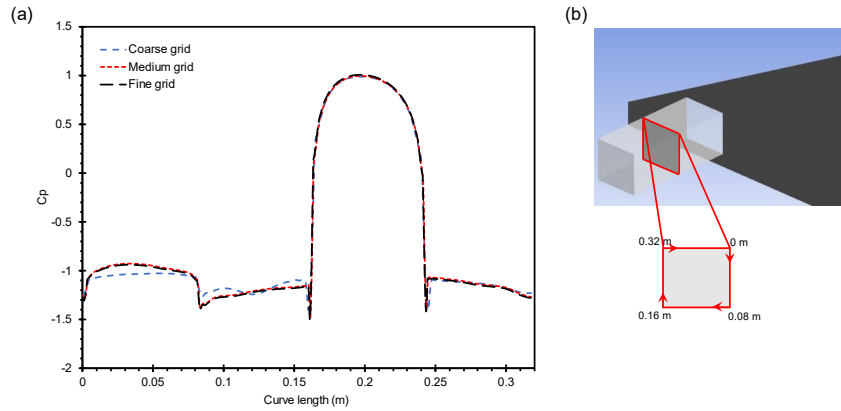 (a)
(b)
1.5
1
0.5
0
-0.5
-1
-1.5
-2
Cp
Coarse grid
Medium grid
Fine grid
0
0.05
0.1
0.15
0.2
0.25
0.3
Curve length (m)
0.32 m
0 m
0.16 m
0.08 m